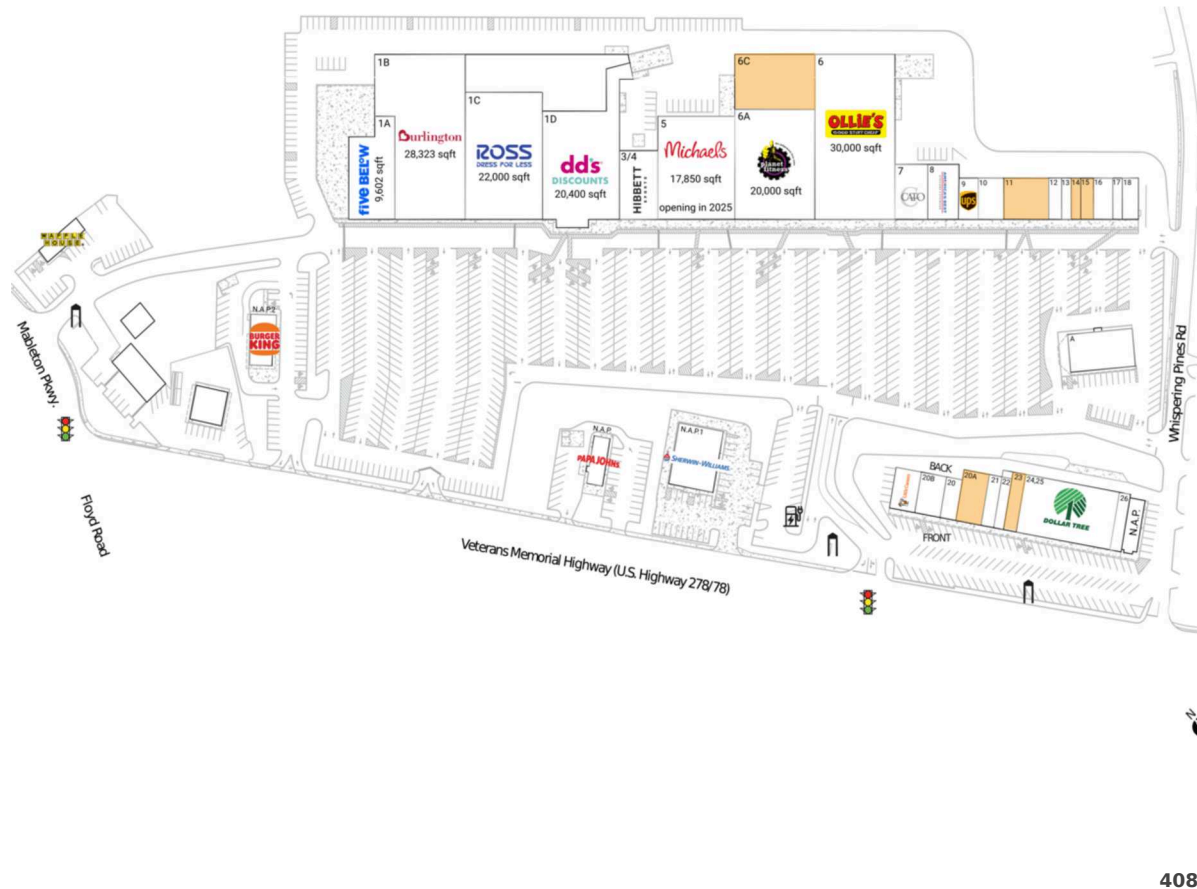 1B
6C
6
1C
1A
1D
6A
5
3/4
Burlington
28,323 sqft
five BEL°W
9,602 sqft
ROSS
DRESS FOR LESS
22,000 sqft
dd's
DISCOUNTS
20,400 sqft
HIBBETT
SPORTS
Michaels
17,850 sqft
opening in 2025
planet fitness
20,000 sqft
OLLIE'S
30,000 sqft
7
8
9
10
11
12
13
14
15
16
17
18
CATO
ups
WAFFLE
HOUSE
N.A.P.2
BURGER
KING
Mableton Pkwy.
Floyd Road
Whispering Pines Rd
A
N.A.P.
PAPA JOHNS
N.A.P.1
SHERWIN-WILLIAMS
BACK
20B
20
20A
21
22
23
24,25
26
N.A.P.
DOLLAR TREE
FRONT
Veterans Memorial Highway (U.S. Highway 278/78)
N
408